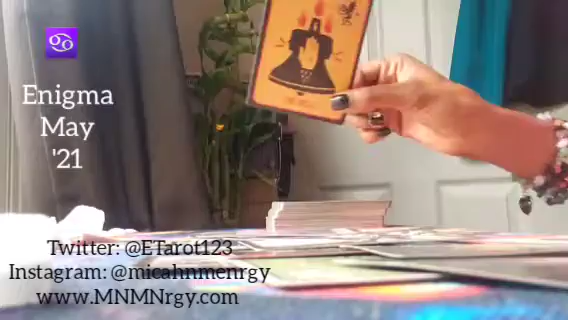 ♋
Enigma
May
'21
Twitter: @ETarot123
Instagram: @micahnmenrgy
www.MNMNrgy.com